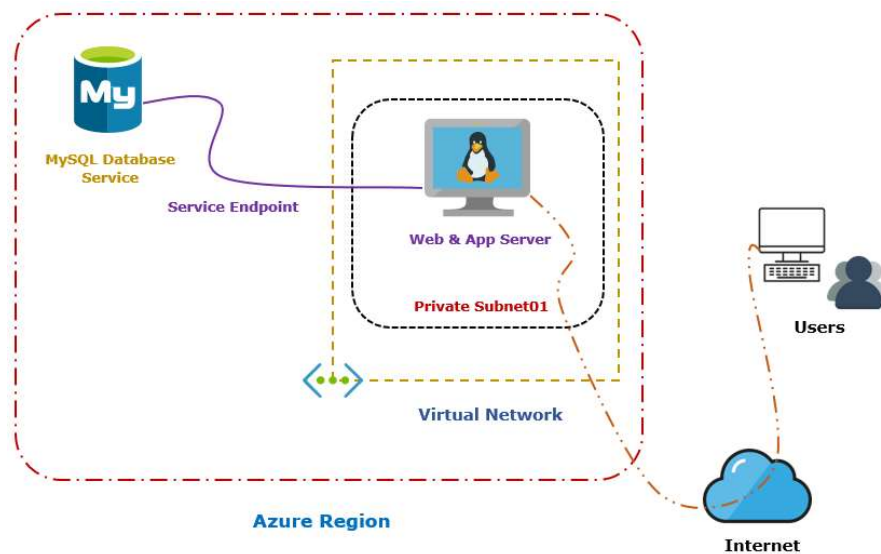 My
MySQL Database
Service
Service Endpoint
Web & App Server
Private Subnet01
Virtual Network
Azure Region
Users
Internet